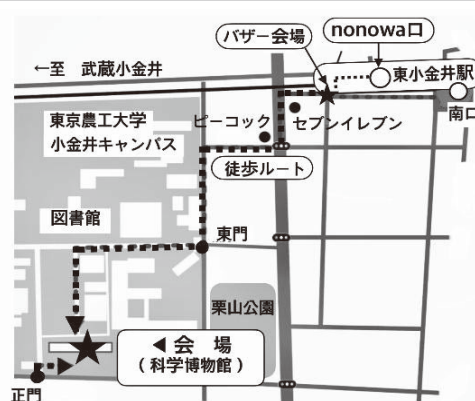 バザー会場
nonowa口
←至 武蔵小金井
東小金井駅
南口
東京農工大学
小金井キャンパス
ピーコック
セブンイレブン
徒歩ルート
図書館
東門
栗山公園
◀会 場
(科学博物館)
正門